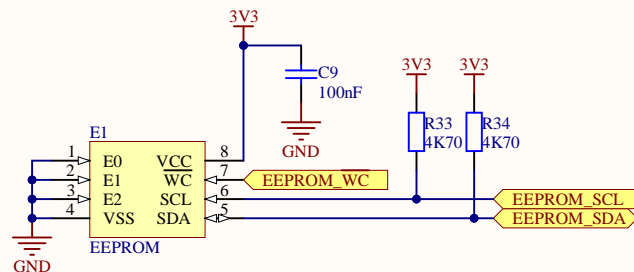 3V3
C9
100nF
GND
3V3
3V3
R33
4K70
R34
4K70
E1
1
E0
VCC
8
2
E1
WC
7
EEPROM_WC
3
E2
SCL
6
EEPROM_SCL
4
VSS
SDA
5
EEPROM_SDA
EEPROM
GND